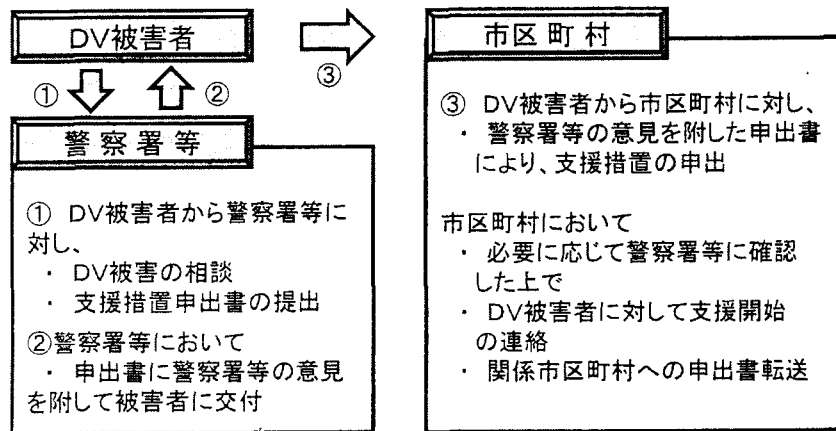 DV被害者
①
②
③
警察署等
① DV被害者から警察署等に
対し、
・ DV被害の相談
・ 支援措置申出書の提出
②警察署等において
・ 申出書に警察署等の意見
を附して被害者に交付
市区町村
③ DV被害者から市区町村に対し、
・ 警察署等の意見を附した申出書
により、支援措置の申出
市区町村において
・ 必要に応じて警察署等に確認
した上で
・ DV被害者に対して支援開始
の連絡
・ 関係市区町村への申出書転送